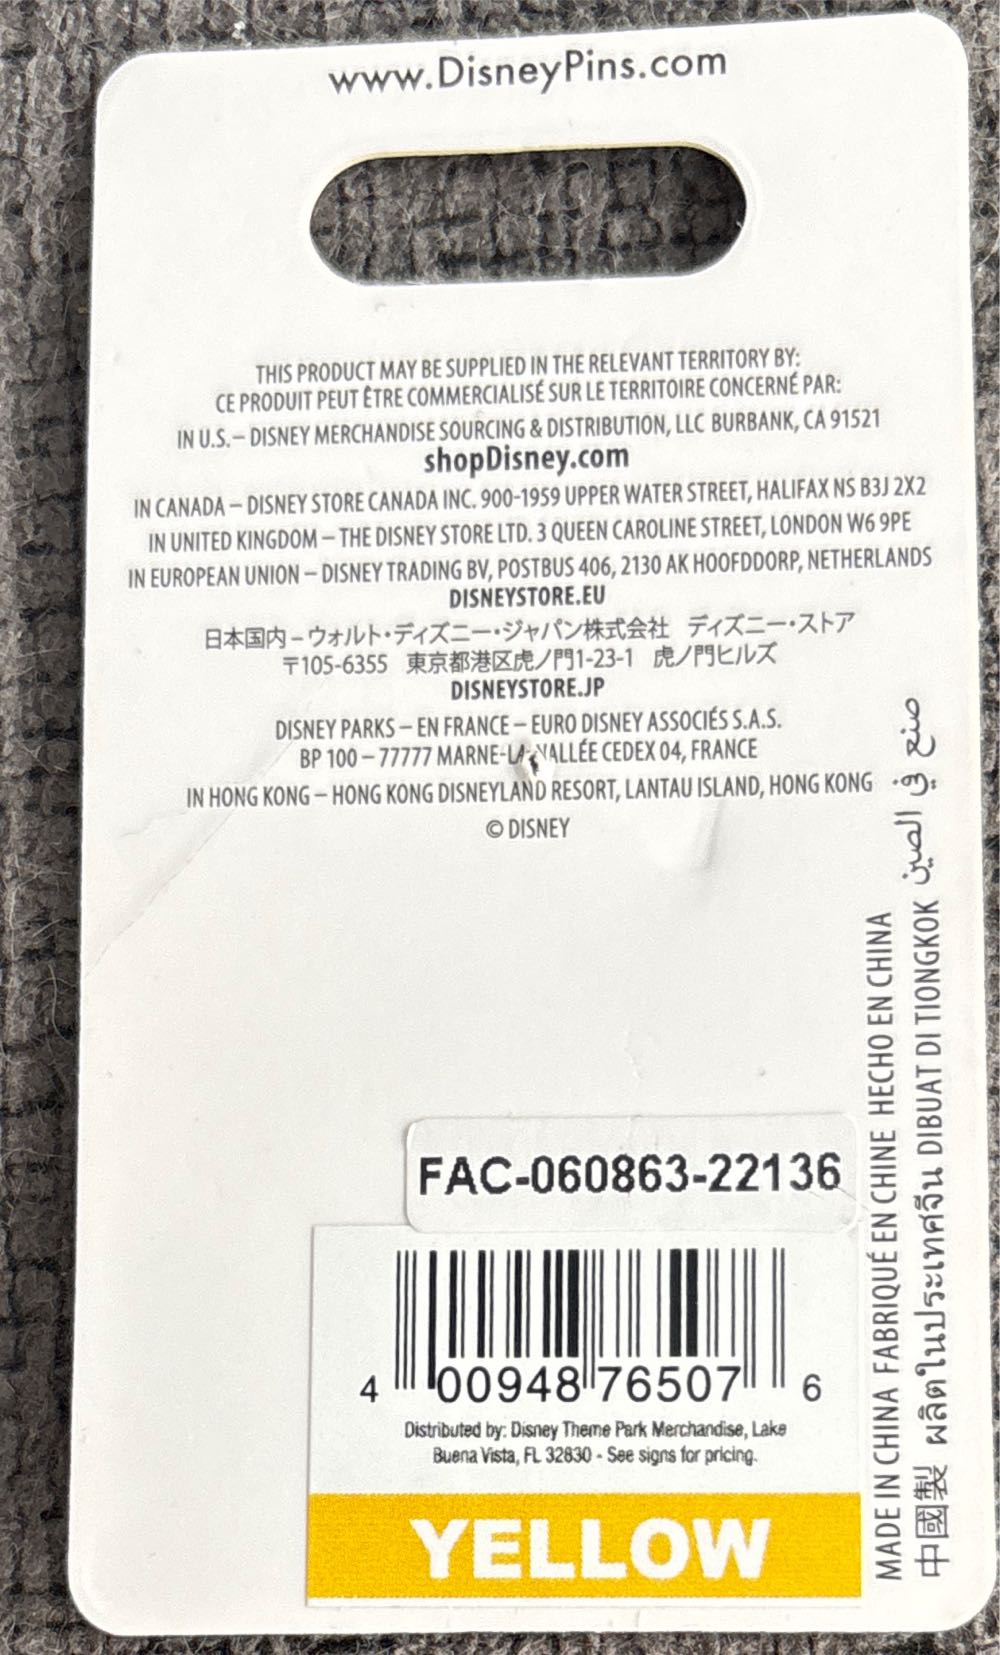 www.DisneyPins.com
THIS PRODUCT MAY BE SUPPLIED IN THE RELEVANT TERRITORY BY:
CE PRODUIT PEUT ÊTRE COMMERCIALISÉ SUR LE TERRITOIRE CONCERNÉ PAR:
IN U.S.– DISNEY MERCHANDISE SOURCING & DISTRIBUTION, LLC BURBANK, CA 91521
shopDisney.com
IN CANADA – DISNEY STORE CANADA INC. 900-1959 UPPER WATER STREET, HALIFAX NS B3J 2X2
IN UNITED KINGDOM – THE DISNEY STORE LTD. 3 QUEEN CAROLINE STREET, LONDON W6 9PE
IN EUROPEAN UNION – DISNEY TRADING BV, POSTBUS 406, 2130 AK HOOFDDORP, NETHERLANDS
DISNEYSTORE.EU
日本国内–ウォルト・ディズニー・ジャパン株式会社 ディズニー・ストア
〒105-6355 東京都港区虎ノ門1-23-1 虎ノ門ヒルズ
DISNEYSTORE.JP
DISNEY PARKS – EN FRANCE – EURO DISNEY ASSOCIÉS S.A.S.
BP 100 – 77777 MARNE-LA-VALLÉE CEDEX 04, FRANCE
IN HONG KONG – HONG KONG DISNEYLAND RESORT, LANTAU ISLAND, HONG KONG
© DISNEY
FAC-060863-22136
4 00948 76507 6
Distributed by: Disney Theme Park Merchandise, Lake
Buena Vista, FL 32830 - See signs for pricing.
YELLOW
MADE IN CHINA FABRIQUÉ EN CHINE HECHO EN CHINA
中國製 ผลิตในประเทศจีน DIBUAT DI TIONGKOK صنع في الصين